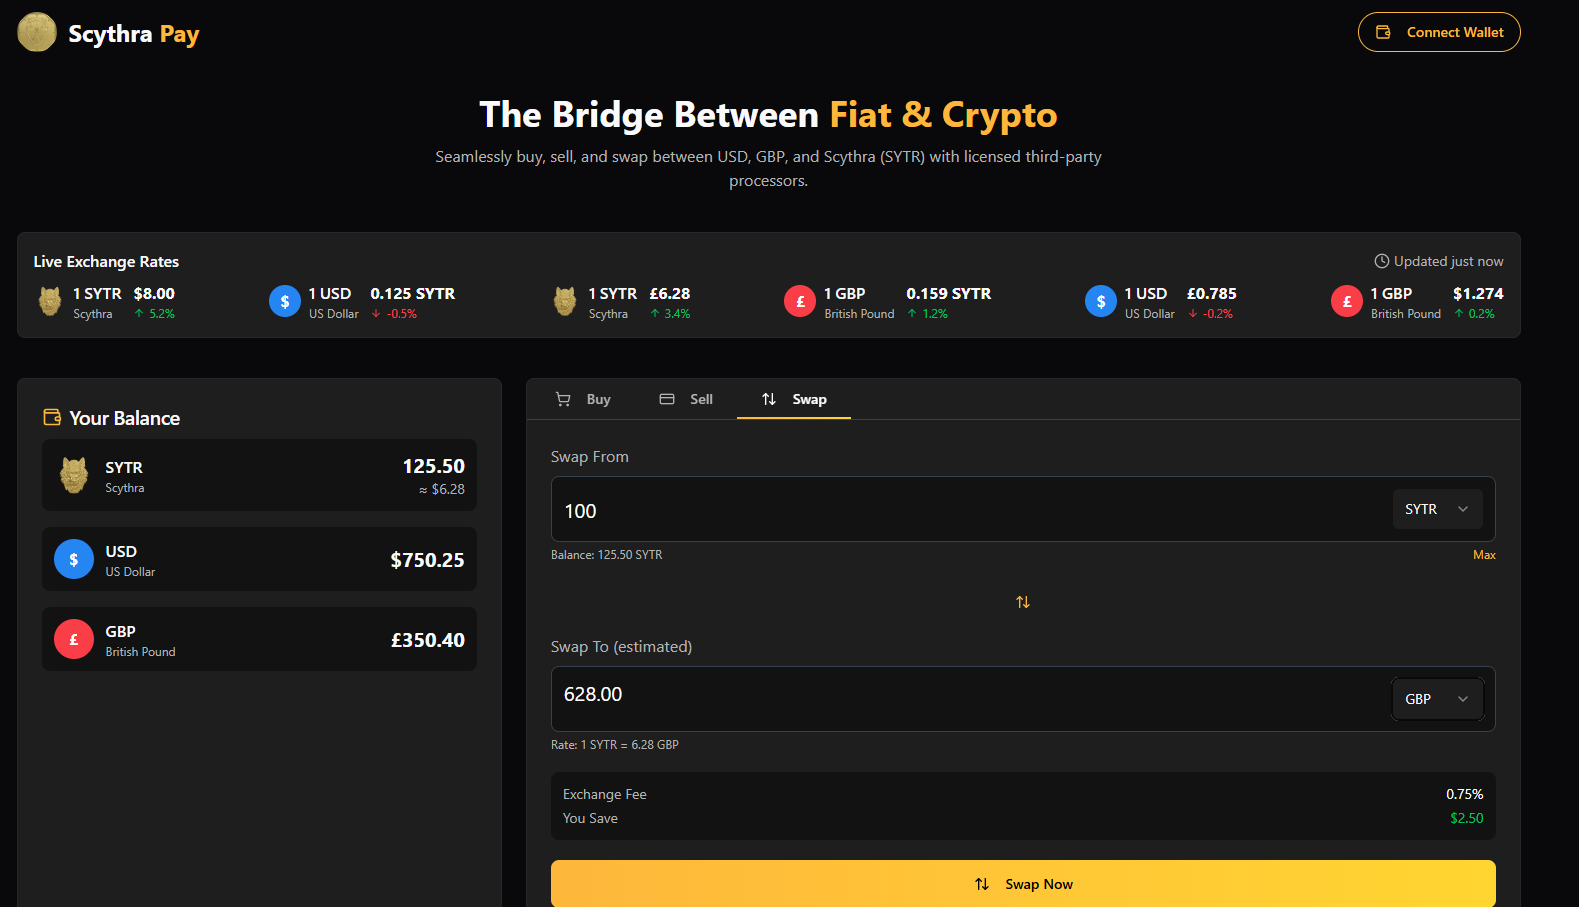 Scythra Pay
Connect Wallet
The Bridge Between Fiat & Crypto
Seamlessly buy, sell, and swap between USD, GBP, and Scythra (SYTR) with licensed third-party
processors.
Live Exchange Rates
Updated just now
1 SYTR $8.00
Scythra ↑ 5.2%
$ 1 USD 0.125 SYTR
US Dollar ↓ -0.5%
1 SYTR £6.28
Scythra ↑ 3.4%
£ 1 GBP 0.159 SYTR
British Pound ↑ 1.2%
$ 1 USD £0.785
US Dollar ↓ -0.2%
£ 1 GBP $1.274
British Pound ↑ 0.2%
Your Balance
SYTR 125.50
Scythra ≈ $6.28
$ USD $750.25
US Dollar
£ GBP £350.40
British Pound
Buy Sell Swap
Swap From
100 SYTR
Balance: 125.50 SYTR Max
Swap To (estimated)
628.00 GBP
Rate: 1 SYTR = 6.28 GBP
Exchange Fee 0.75%
You Save $2.50
Swap Now